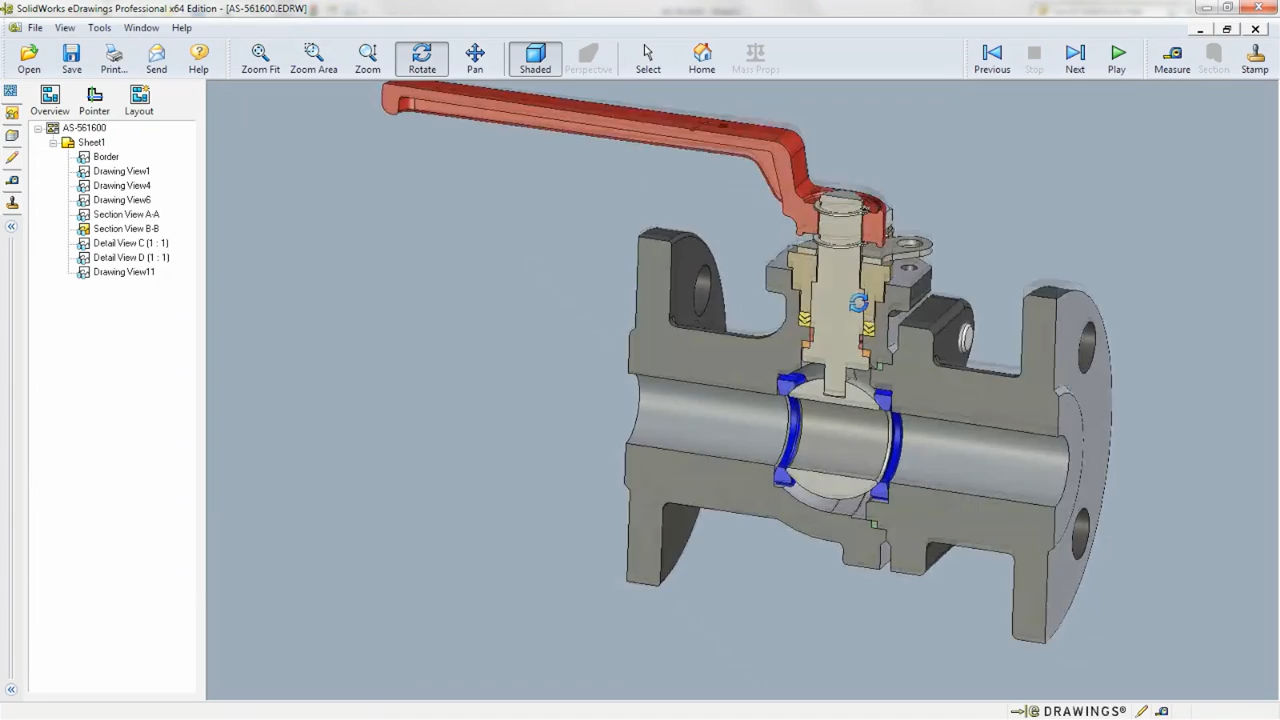 SolidWorks eDrawings Professional x64 Edition - [AS-561600.EDRW]
File View Tools Window Help
Open Save Print... Send Help Zoom Fit Zoom Area Zoom Rotate Pan Shaded Perspective Select Home Mass Props Previous Stop Next Play Measure Section Stamp
Overview Pointer Layout
AS-561600
Sheet1
Border
Drawing View1
Drawing View4
Drawing View6
Section View A-A
Section View B-B
Detail View C (1 : 1)
Detail View D (1 : 1)
Drawing View11
e DRAWINGS®